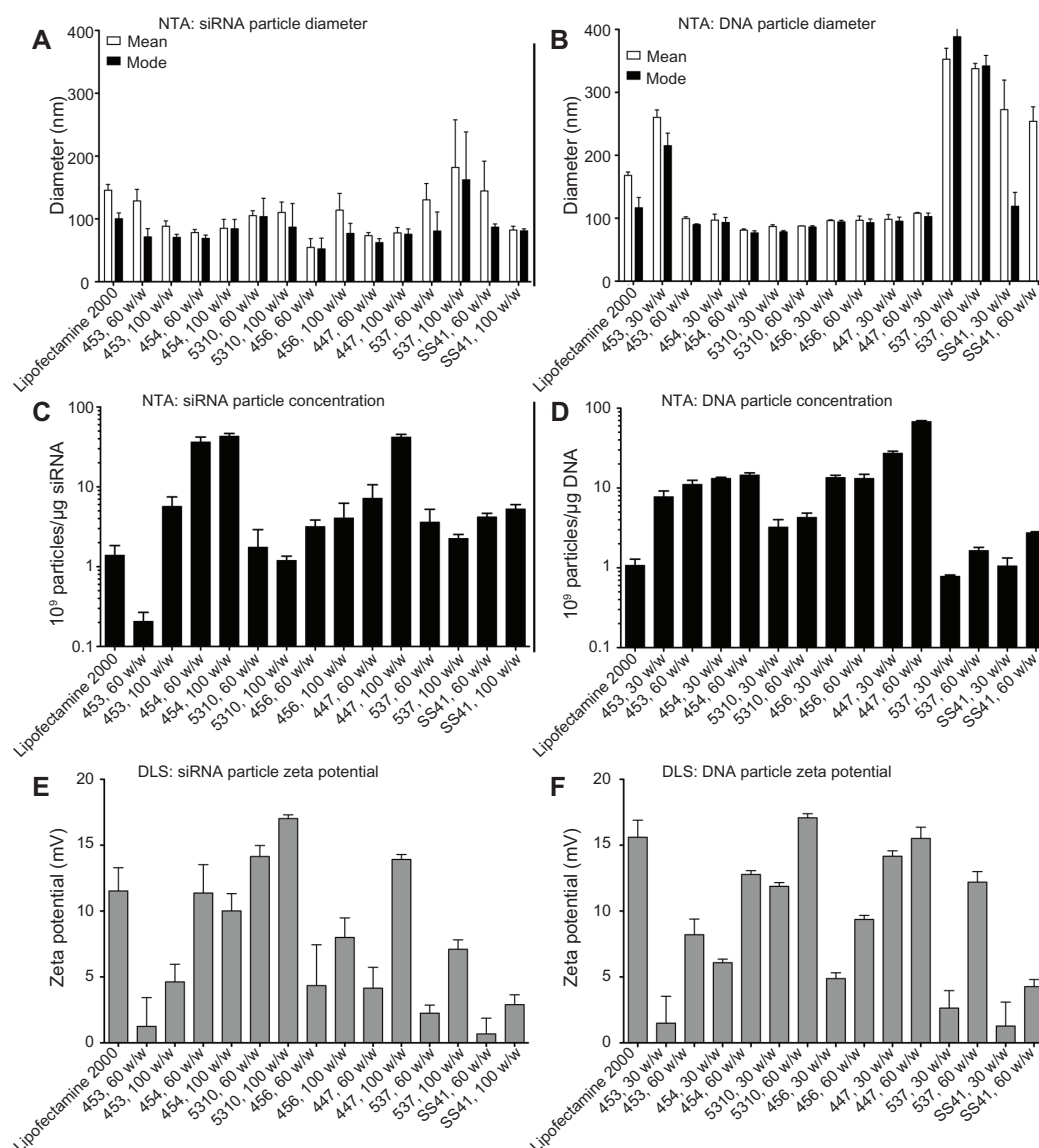 A
NTA: siRNA particle diameter
Mean
Mode
Diameter (nm)
400
300
200
100
0
Lipofectamine 2000
453, 60 w/w
453, 100 w/w
454, 60 w/w
454, 100 w/w
5310, 60 w/w
5310, 100 w/w
456, 60 w/w
456, 100 w/w
447, 60 w/w
447, 100 w/w
537, 60 w/w
537, 100 w/w
SS41, 60 w/w
SS41, 100 w/w
B
NTA: DNA particle diameter
Mean
Mode
Diameter (nm)
400
300
200
100
0
Lipofectamine 2000
453, 30 w/w
453, 60 w/w
454, 30 w/w
454, 60 w/w
5310, 30 w/w
5310, 60 w/w
456, 30 w/w
456, 60 w/w
447, 30 w/w
447, 60 w/w
537, 30 w/w
537, 60 w/w
SS41, 30 w/w
SS41, 60 w/w
C
NTA: siRNA particle concentration
10⁹ particles/µg siRNA
100
10
1
0.1
Lipofectamine 2000
453, 60 w/w
453, 100 w/w
454, 60 w/w
454, 100 w/w
5310, 60 w/w
5310, 100 w/w
456, 60 w/w
456, 100 w/w
447, 60 w/w
447, 100 w/w
537, 60 w/w
537, 100 w/w
SS41, 60 w/w
SS41, 100 w/w
D
NTA: DNA particle concentration
10⁹ particles/µg DNA
100
10
1
0.1
Lipofectamine 2000
453, 30 w/w
453, 60 w/w
454, 30 w/w
454, 60 w/w
5310, 30 w/w
5310, 60 w/w
456, 30 w/w
456, 60 w/w
447, 30 w/w
447, 60 w/w
537, 30 w/w
537, 60 w/w
SS41, 30 w/w
SS41, 60 w/w
E
DLS: siRNA particle zeta potential
Zeta potential (mV)
20
15
10
5
0
Lipofectamine 2000
453, 60 w/w
453, 100 w/w
454, 60 w/w
454, 100 w/w
5310, 60 w/w
5310, 100 w/w
456, 60 w/w
456, 100 w/w
447, 60 w/w
447, 100 w/w
537, 60 w/w
537, 100 w/w
SS41, 60 w/w
SS41, 100 w/w
F
DLS: DNA particle zeta potential
Zeta potential (mV)
20
15
10
5
0
Lipofectamine 2000
453, 30 w/w
453, 60 w/w
454, 30 w/w
454, 60 w/w
5310, 30 w/w
5310, 60 w/w
456, 30 w/w
456, 60 w/w
447, 30 w/w
447, 60 w/w
537, 30 w/w
537, 60 w/w
SS41, 30 w/w
SS41, 60 w/w